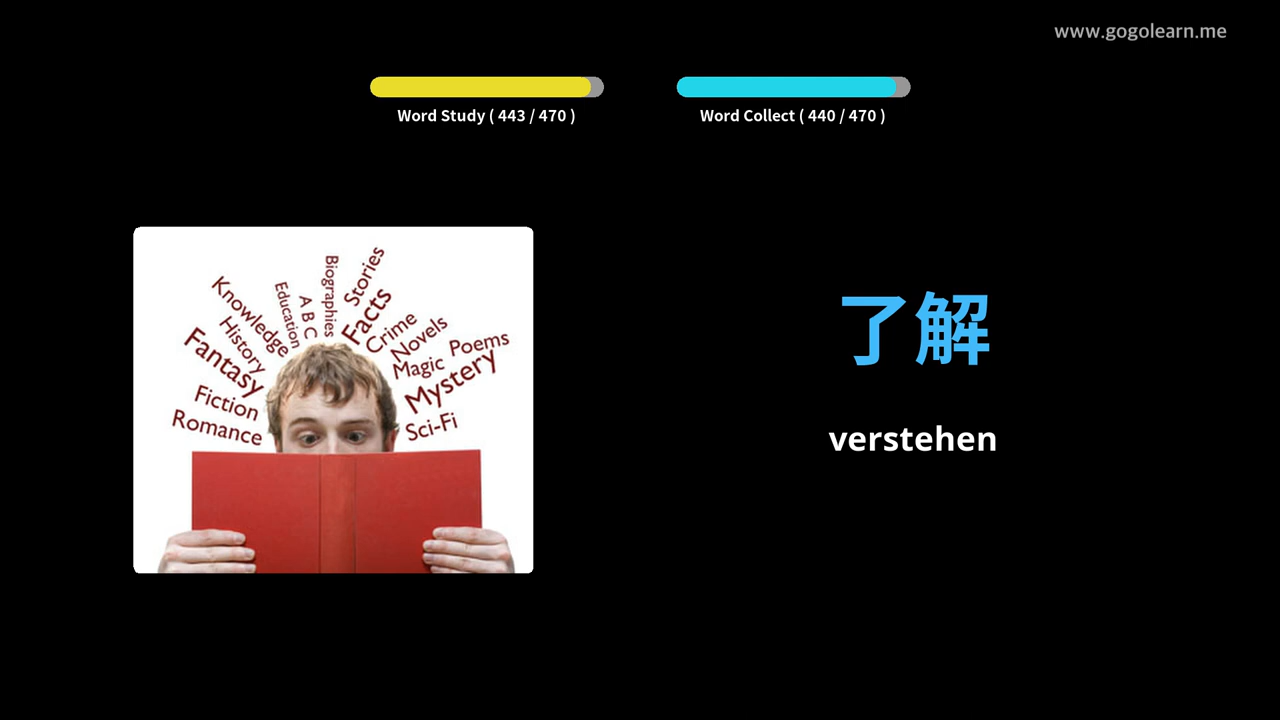 www.gogolearn.me
Word Study ( 443 / 470 )
Word Collect ( 440 / 470 )
Biographies
Stories
Education
A B C
Facts
Knowledge
History
Crime
Novels
Poems
Fantasy
Magic
Mystery
Fiction
Romance
Sci-Fi
了解
verstehen